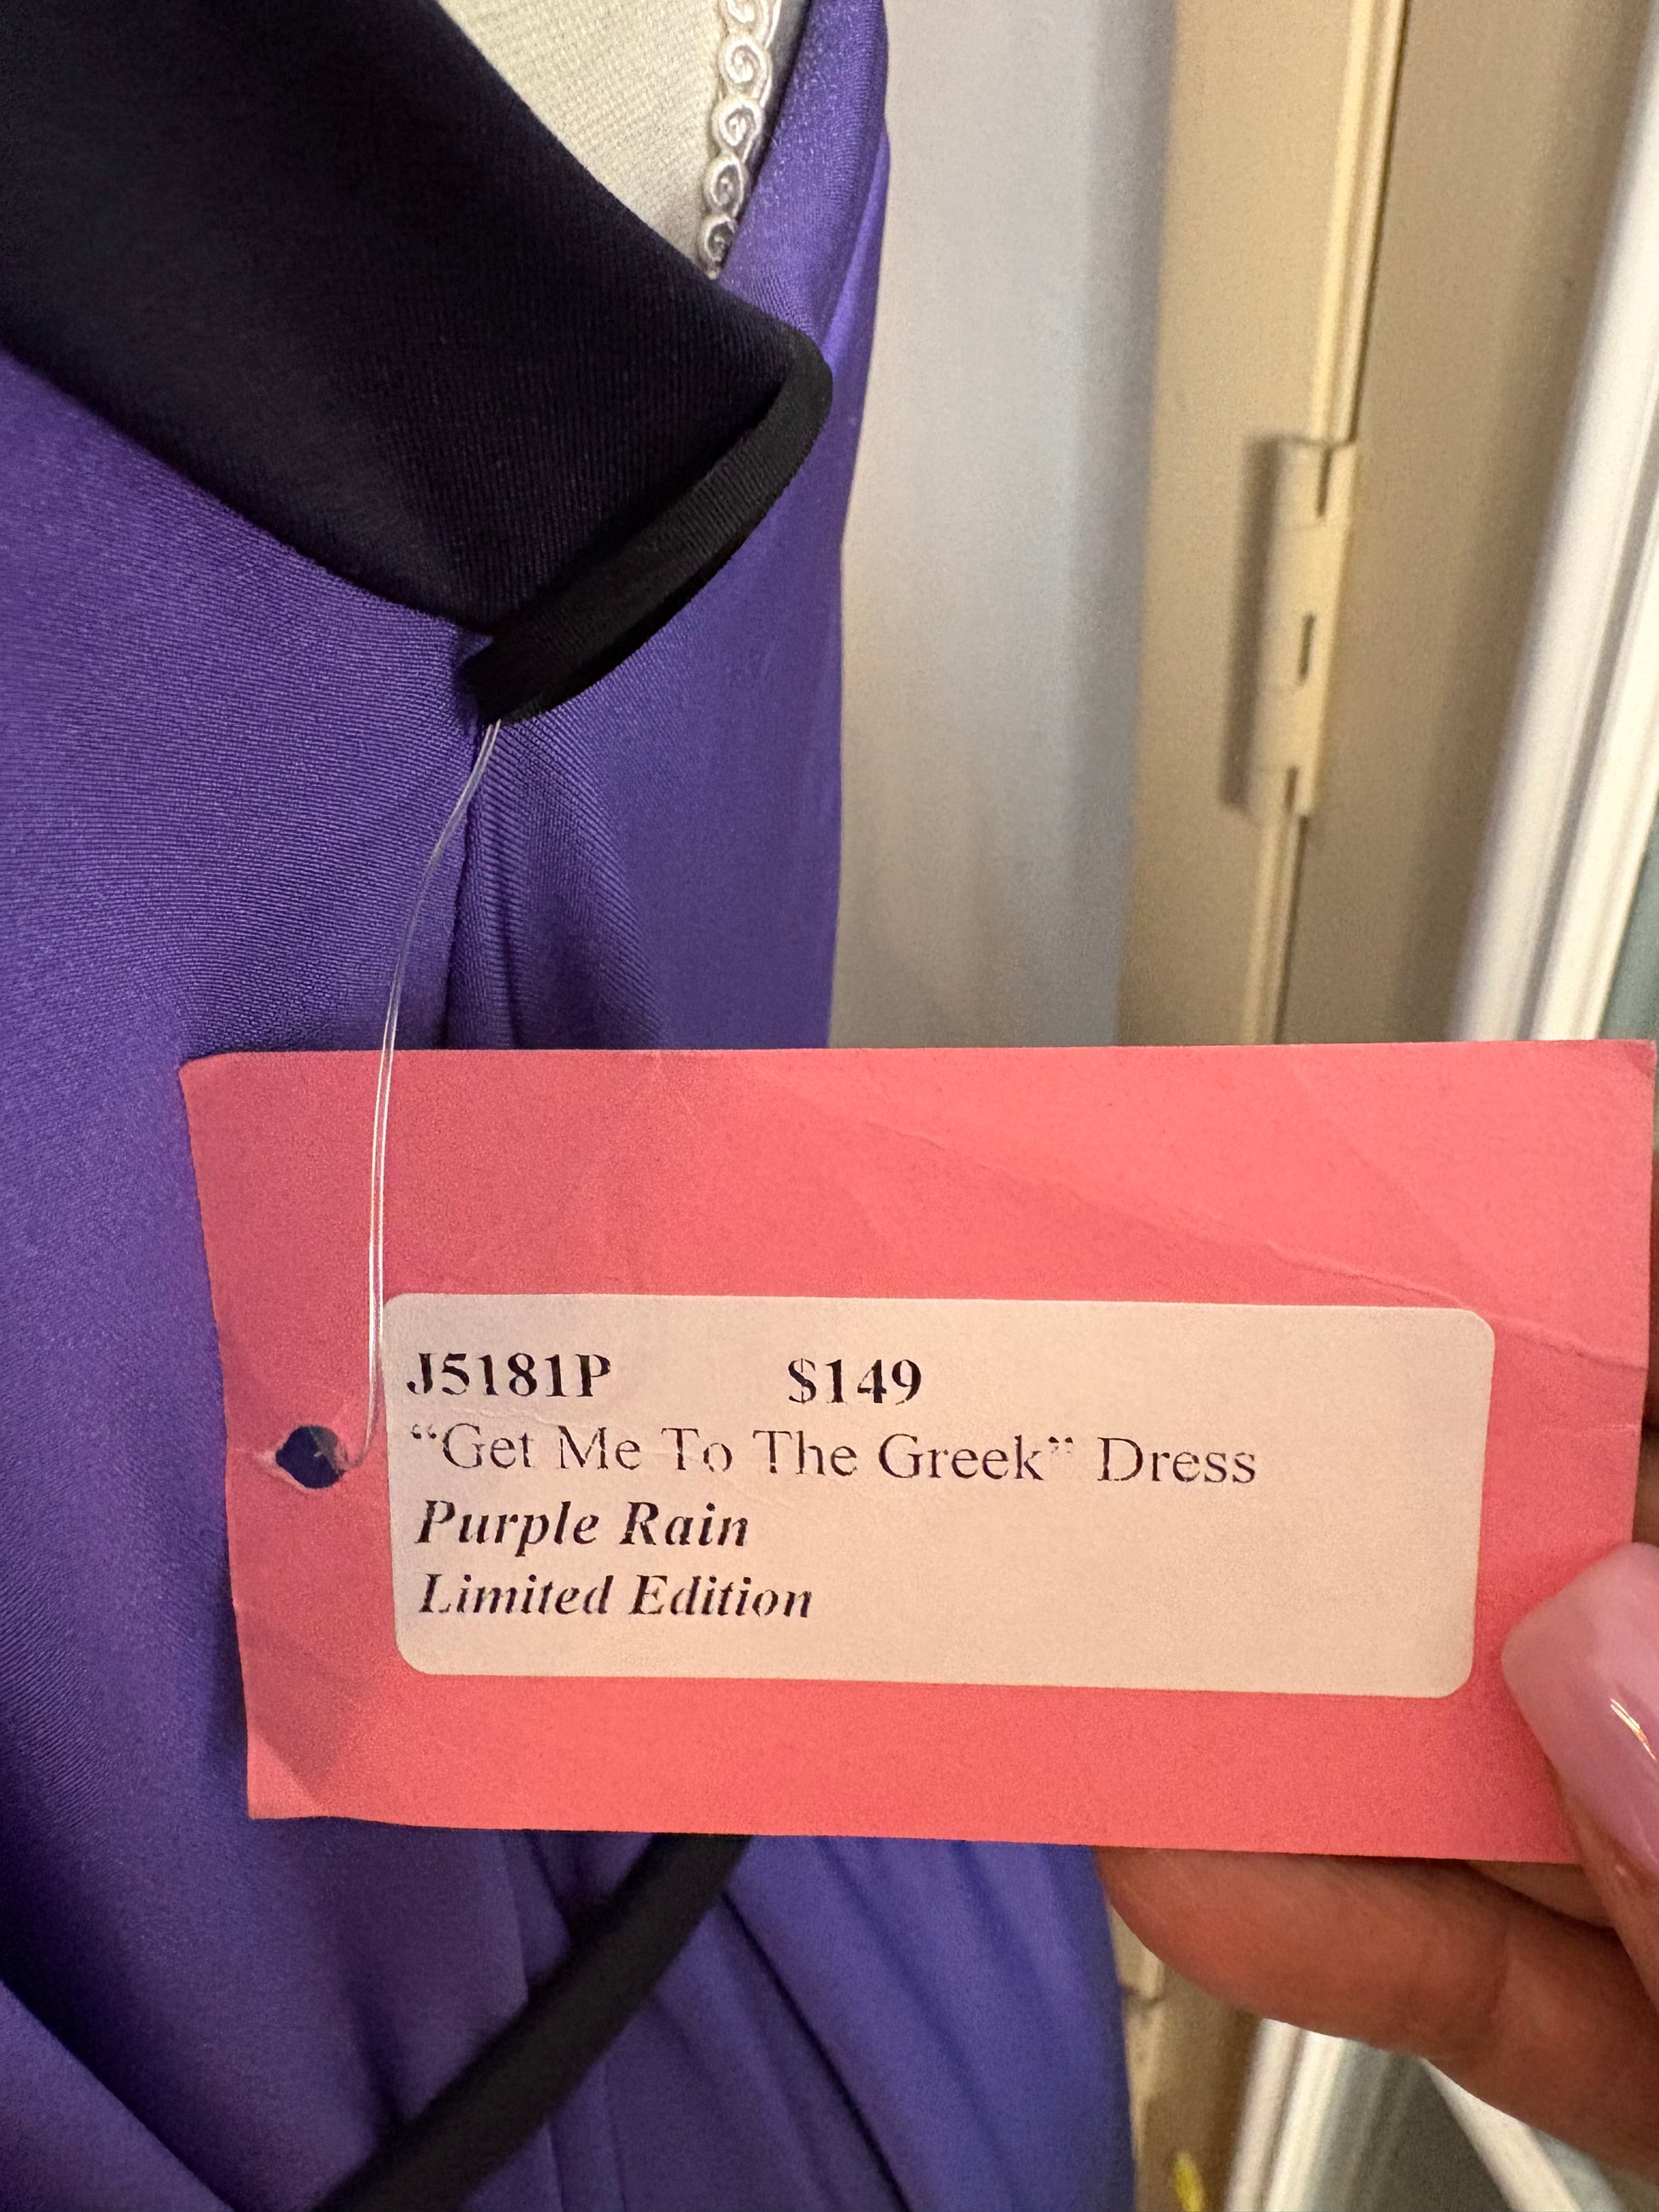 J5181P $149
“Get Me To The Greek” Dress
Purple Rain
Limited Edition